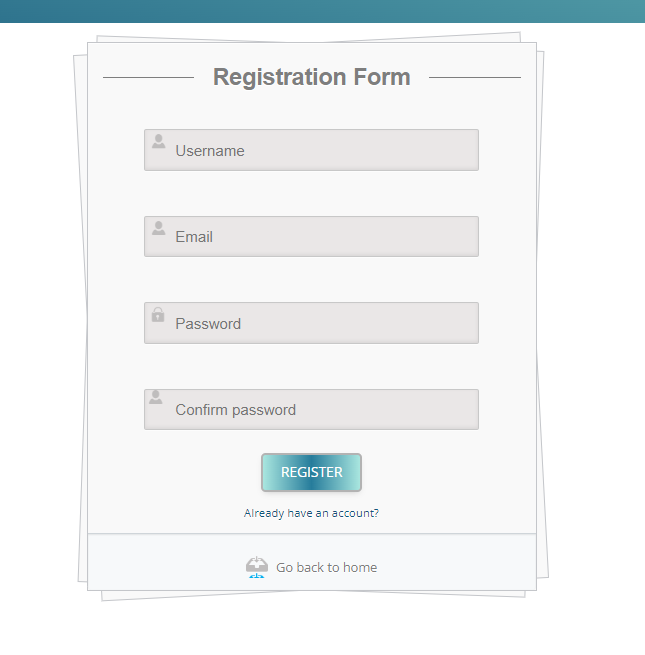 Registration Form
Username
Email
Password
Confirm password
REGISTER
Already have an account?
Go back to home